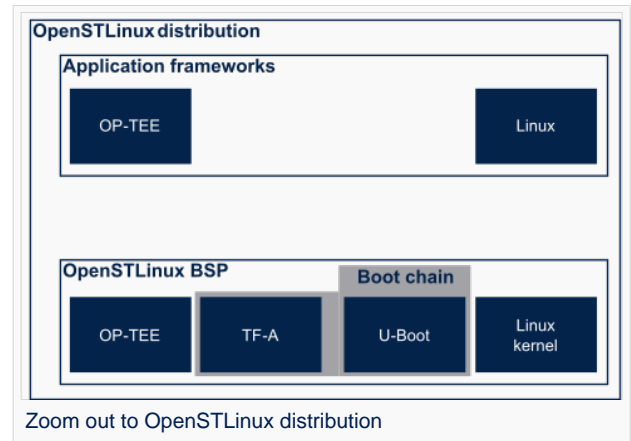 OpenSTLinux distribution
Application frameworks
OP-TEE
Linux
OpenSTLinux BSP
Boot chain
OP-TEE
TF-A
U-Boot
Linux
kernel
Zoom out to OpenSTLinux distribution